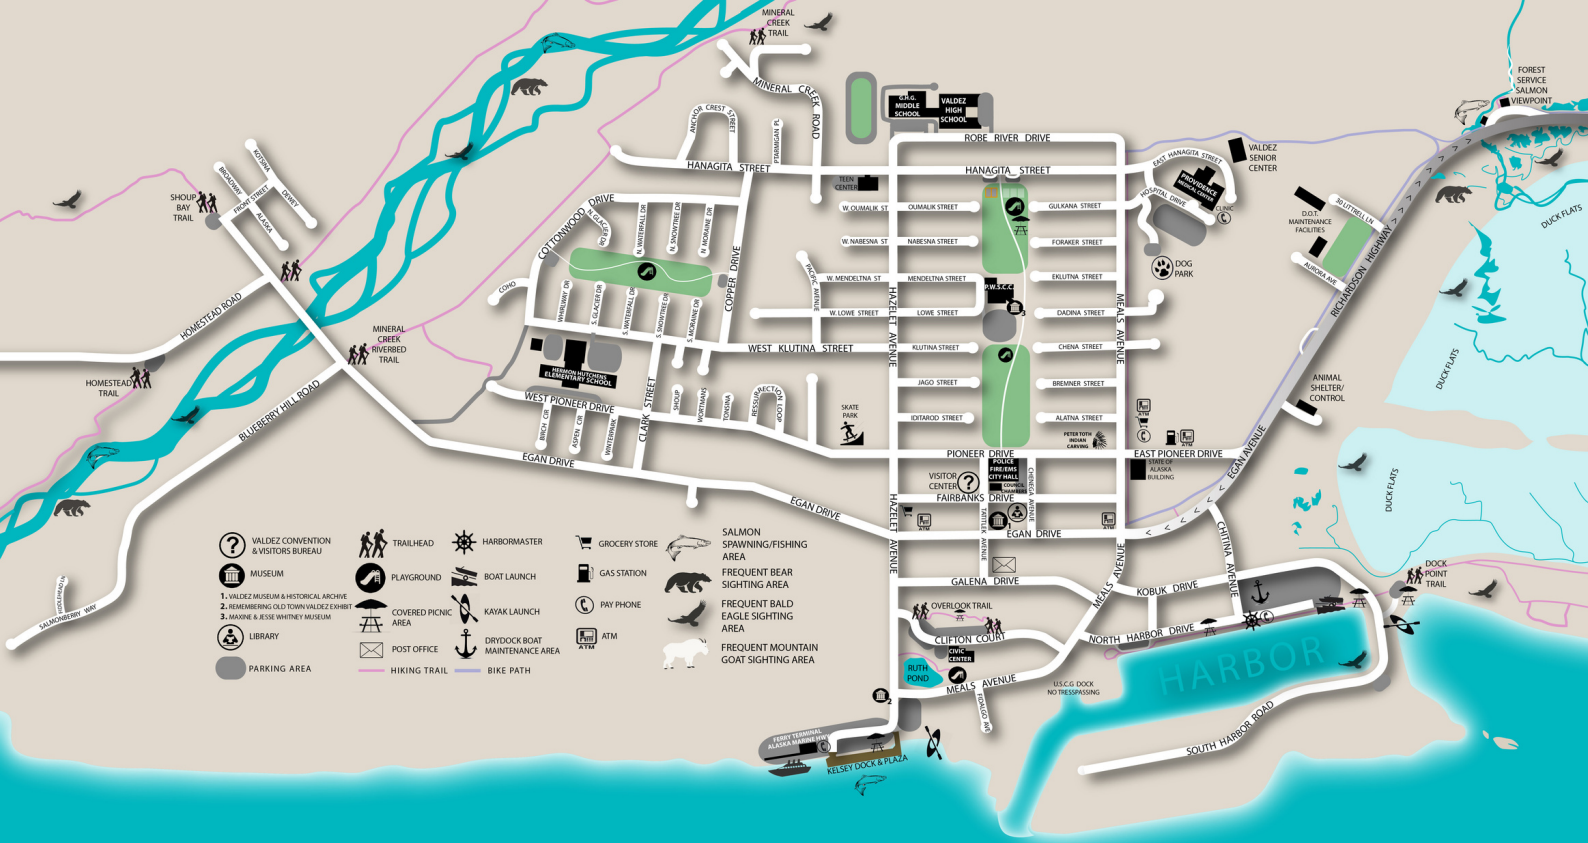 MINERAL
CREEK
TRAIL
FOREST
SERVICE
SALMON
VIEWPOINT
MINERAL CREEK ROAD
G.H.G.
MIDDLE
SCHOOL
VALDEZ
HIGH
SCHOOL
ANCHOR CREST STREET
PTARMIGAN PL
ROBE RIVER DRIVE
HANAGITA STREET
HANAGITA STREET
EAST HANAGITA STREET
VALDEZ
SENIOR
CENTER
KOTSINA
BROADWAY
FRONT STREET
DEWEY
ALASKA
SHOUP
BAY
TRAIL
TEEN
CENTER
PROVIDENCE
MEDICAL CENTER
HOSPITAL DRIVE
CLINIC
W. OUMALIK ST
OUMALIK STREET
GULKANA STREET
30 LITTRELL LN
D.O.T.
MAINTENANCE
FACILITIES
DUCK FLATS
COTTONWOOD DRIVE
N. GLACIER DR
N. WATERFALL DR
N. SNOWTREE DR
N. MORAINE DR
W. NABESNA ST
NABESNA STREET
FORAKER STREET
AURORA AVE
RICHARDSON HIGHWAY
DOG
PARK
COPPER DRIVE
PACIFIC AVENUE
W. MENDELTNA ST
MENDELTNA STREET
EKLUTNA STREET
P.W.S.C.C.
3
COHO
WHIRLWAY DR
S. GLACIER DR
S. WATERFALL DR
S. SNOWTREE DR
S. MORAINE DR
HOMESTEAD ROAD
W. LOWE STREET
LOWE STREET
DADINA STREET
HAZELET AVENUE
MEALS AVENUE
MINERAL
CREEK
RIVERBED
TRAIL
WEST KLUTINA STREET
KLUTINA STREET
CHENA STREET
HERMON HUTCHENS
ELEMENTARY SCHOOL
HOMESTEAD
TRAIL
DUCK FLATS
JAGO STREET
BREMNER STREET
ANIMAL
SHELTER/
CONTROL
WEST PIONEER DRIVE
CLARK STREET
SHOUP
WORTMANS
TONSINA
RESSURRECTION LOOP
BLUEBERRY HILL ROAD
BIRCH CIR
ASPEN CIR
WINTERPARK
SKATE
PARK
IDITAROD STREET
ALATNA STREET
ATM
PETER TOTH
INDIAN
CARVING
ATM
EGAN DRIVE
PIONEER DRIVE
EAST PIONEER DRIVE
STATE OF
ALASKA
BUILDING
EGAN AVENUE
DUCK FLATS
POLICE
FIRE/EMS
CITY HALL
COUNCIL
CHAMBERS
CHENEGA AVENUE
VISITOR
CENTER
FAIRBANKS DRIVE
EGAN DRIVE
HAZELET AVENUE
ATM
TATITLEK AVENUE
1
EGAN DRIVE
ATM
CHITINA AVENUE
GALENA DRIVE
MEALS AVENUE
KOBUK DRIVE
DOCK
POINT
TRAIL
OVERLOOK TRAIL
CLIFTON COURT
NORTH HARBOR DRIVE
CIVIC
CENTER
RUTH
POND
MEALS AVENUE
FIDALGO AVE
U.S.C.G DOCK
NO TRESSPASSING
HARBOR
SOUTH HARBOR ROAD
2
FERRY TERMINAL
ALASKA MARINE HWY
KELSEY DOCK & PLAZA
FIDDLEHEAD LN
SALMONBERRY WAY
VALDEZ CONVENTION
& VISITORS BUREAU
MUSEUM
1. VALDEZ MUSEUM & HISTORICAL ARCHIVE
2. REMEMBERING OLD TOWN VALDEZ EXHIBIT
3. MAXINE & JESSE WHITNEY MUSEUM
LIBRARY
PARKING AREA
TRAILHEAD
PLAYGROUND
COVERED PICNIC
AREA
POST OFFICE
HIKING TRAIL
HARBORMASTER
BOAT LAUNCH
KAYAK LAUNCH
DRYDOCK BOAT
MAINTENANCE AREA
BIKE PATH
GROCERY STORE
GAS STATION
PAY PHONE
ATM
ATM
SALMON
SPAWNING/FISHING
AREA
FREQUENT BEAR
SIGHTING AREA
FREQUENT BALD
EAGLE SIGHTING
AREA
FREQUENT MOUNTAIN
GOAT SIGHTING AREA